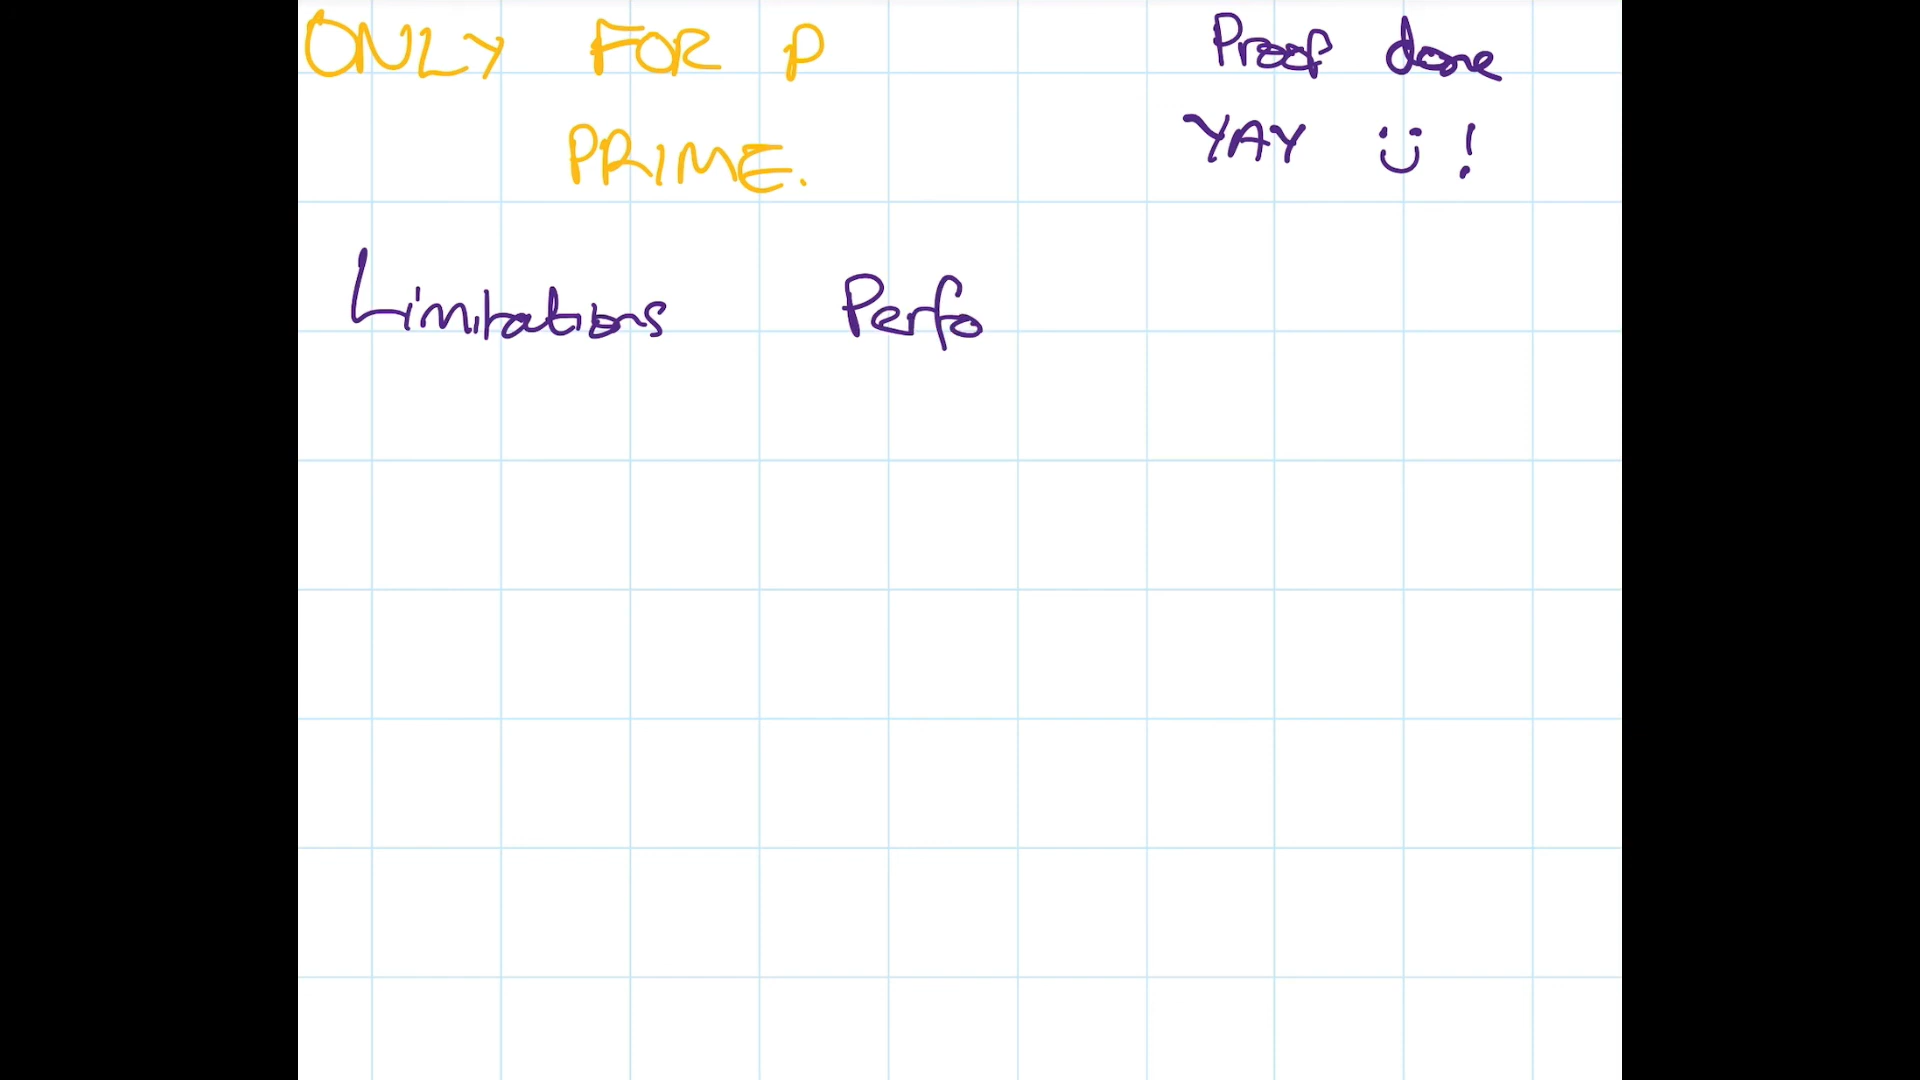 ONLY FOR P
PRIME.
Proof done
YAY :) !
Limitations Perfo